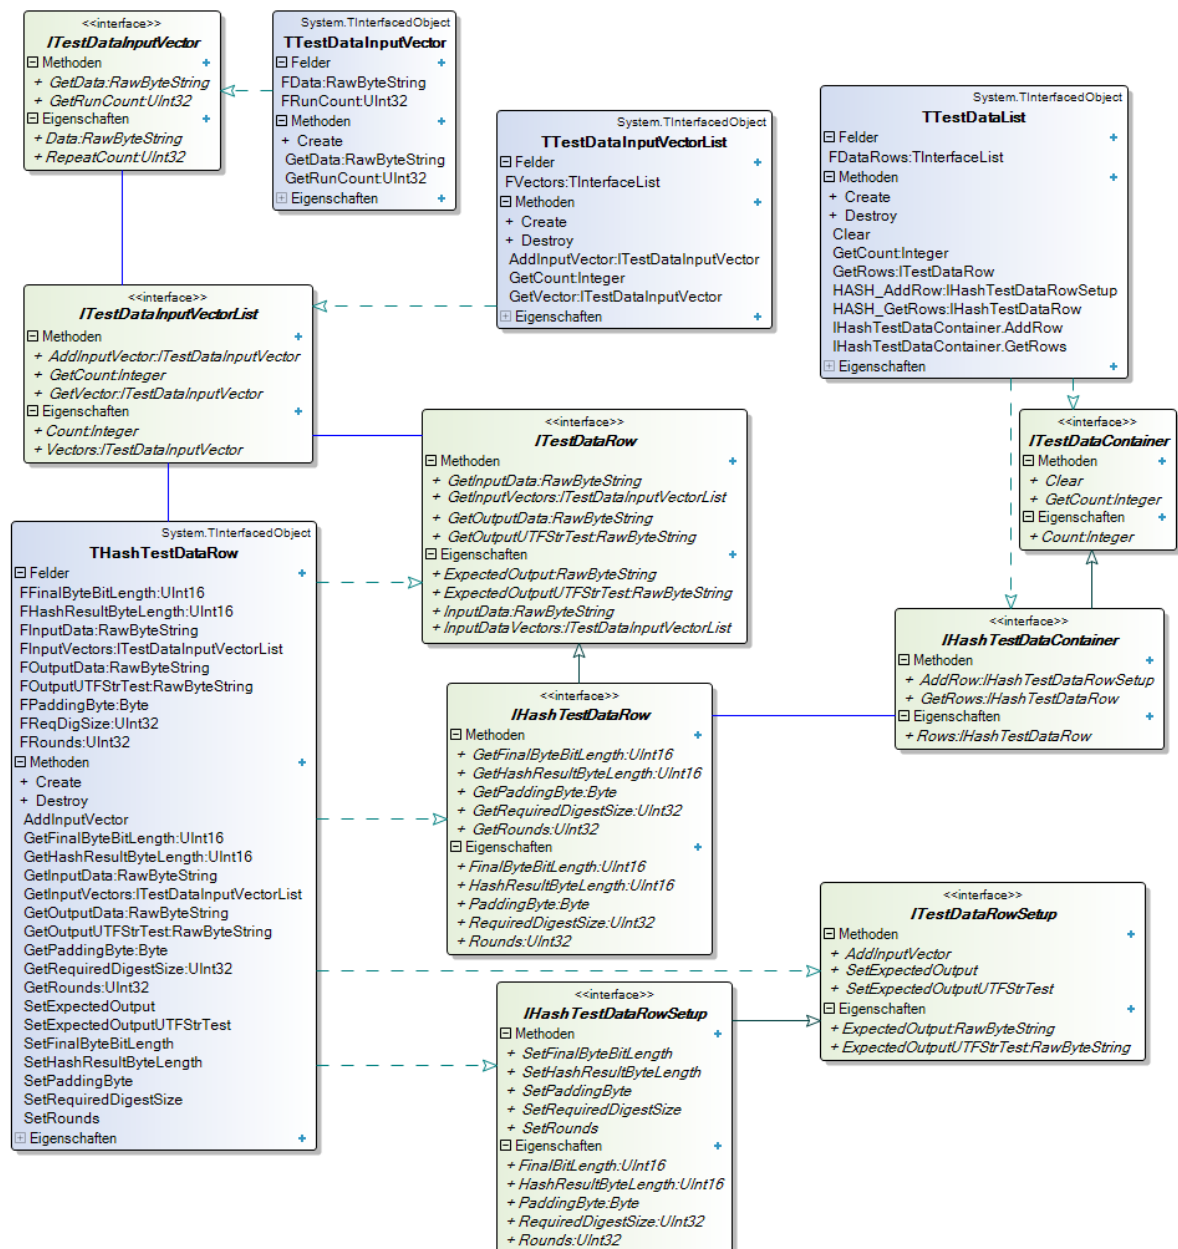 <<interface>>
ITestDataInputVector
Methoden
+ GetData:RawByteString
+ GetRunCount:UInt32
Eigenschaften
+ Data:RawByteString
+ RepeatCount:UInt32
System.TInterfacedObject
TTestDataInputVector
Felder
FData:RawByteString
FRunCount:UInt32
Methoden
+ Create
GetData:RawByteString
GetRunCount:UInt32
Eigenschaften
System.TInterfacedObject
TTestDataInputVectorList
Felder
FVectors:TInterfaceList
Methoden
+ Create
+ Destroy
AddInputVector:ITestDataInputVector
GetCount:Integer
GetVector:ITestDataInputVector
Eigenschaften
System.TInterfacedObject
TTestDataList
Felder
FDataRows:TInterfaceList
Methoden
+ Create
+ Destroy
Clear
GetCount:Integer
GetRows:ITestDataRow
HASH_AddRow:IHashTestDataRowSetup
HASH_GetRows:IHashTestDataRow
IHashTestDataContainer.AddRow
IHashTestDataContainer.GetRows
Eigenschaften
<<interface>>
ITestDataInputVectorList
Methoden
+ AddInputVector:ITestDataInputVector
+ GetCount:Integer
+ GetVector:ITestDataInputVector
Eigenschaften
+ Count:Integer
+ Vectors:ITestDataInputVector
<<interface>>
ITestDataRow
Methoden
+ GetInputData:RawByteString
+ GetInputVectors:ITestDataInputVectorList
+ GetOutputData:RawByteString
+ GetOutputUTFStrTest:RawByteString
Eigenschaften
+ ExpectedOutput:RawByteString
+ ExpectedOutputUTFStrTest:RawByteString
+ InputData:RawByteString
+ InputDataVectors:ITestDataInputVectorList
<<interface>>
ITestDataContainer
Methoden
+ Clear
+ GetCount:Integer
Eigenschaften
+ Count:Integer
System.TInterfacedObject
THashTestDataRow
Felder
FFinalByteBitLength:UInt16
FHashResultByteLength:UInt16
FInputData:RawByteString
FInputVectors:ITestDataInputVectorList
FOutputData:RawByteString
FOutputUTFStrTest:RawByteString
FPaddingByte:Byte
FReqDigSize:UInt32
FRounds:UInt32
Methoden
+ Create
+ Destroy
AddInputVector
GetFinalByteBitLength:UInt16
GetHashResultByteLength:UInt16
GetInputData:RawByteString
GetInputVectors:ITestDataInputVectorList
GetOutputData:RawByteString
GetOutputUTFStrTest:RawByteString
GetPaddingByte:Byte
GetRequiredDigestSize:UInt32
GetRounds:UInt32
SetExpectedOutput
SetExpectedOutputUTFStrTest
SetFinalByteBitLength
SetHashResultByteLength
SetPaddingByte
SetRequiredDigestSize
SetRounds
Eigenschaften
<<interface>>
IHashTestDataContainer
Methoden
+ AddRow:IHashTestDataRowSetup
+ GetRows:IHashTestDataRow
Eigenschaften
+ Rows:IHashTestDataRow
<<interface>>
IHashTestDataRow
Methoden
+ GetFinalByteBitLength:UInt16
+ GetHashResultByteLength:UInt16
+ GetPaddingByte:Byte
+ GetRequiredDigestSize:UInt32
+ GetRounds:UInt32
Eigenschaften
+ FinalByteBitLength:UInt16
+ HashResultByteLength:UInt16
+ PaddingByte:Byte
+ RequiredDigestSize:UInt32
+ Rounds:UInt32
<<interface>>
ITestDataRowSetup
Methoden
+ AddInputVector
+ SetExpectedOutput
+ SetExpectedOutputUTFStrTest
Eigenschaften
+ ExpectedOutput:RawByteString
+ ExpectedOutputUTFStrTest:RawByteString
<<interface>>
IHashTestDataRowSetup
Methoden
+ SetFinalByteBitLength
+ SetHashResultByteLength
+ SetPaddingByte
+ SetRequiredDigestSize
+ SetRounds
Eigenschaften
+ FinalBitLength:UInt16
+ HashResultByteLength:UInt16
+ PaddingByte:Byte
+ RequiredDigestSize:UInt32
+ Rounds:UInt32